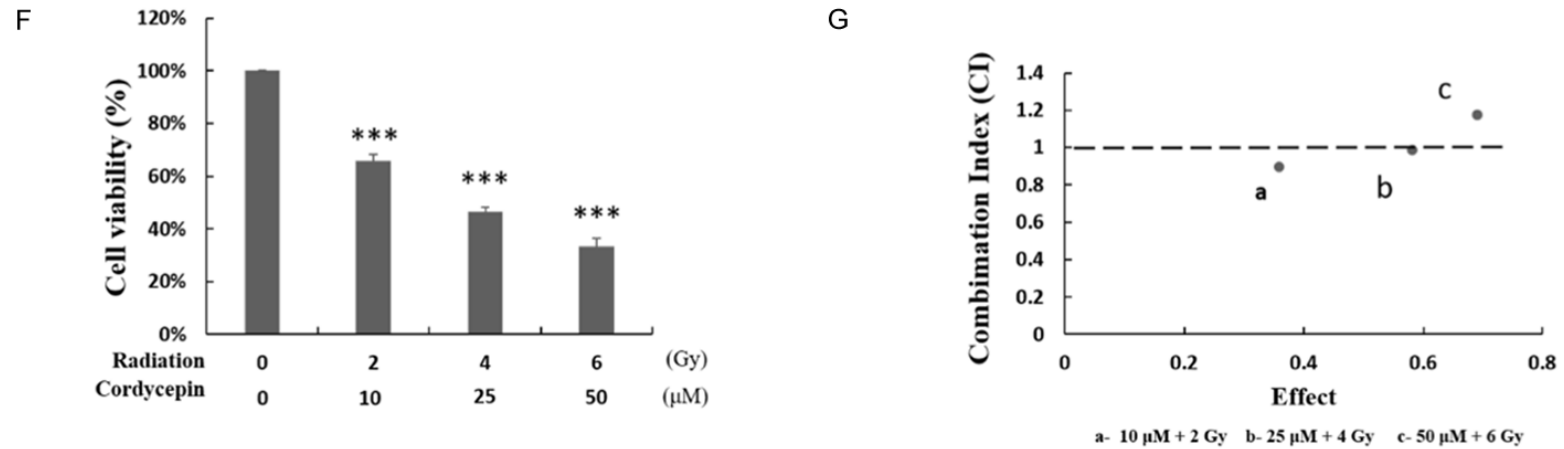 F
120%
100%
80%
60%
40%
20%
0%
Cell viability (%)
***
***
***
Radiation 0 2 4 6 (Gy)
Cordycepin 0 10 25 50 (μM)
G
Combimation Index (CI)
1.4
1.2
1
0.8
0.6
0.4
0.2
0
a
b
c
0 0.2 0.4 0.6 0.8
Effect
a- 10 μM + 2 Gy b- 25 μM + 4 Gy c- 50 μM + 6 Gy